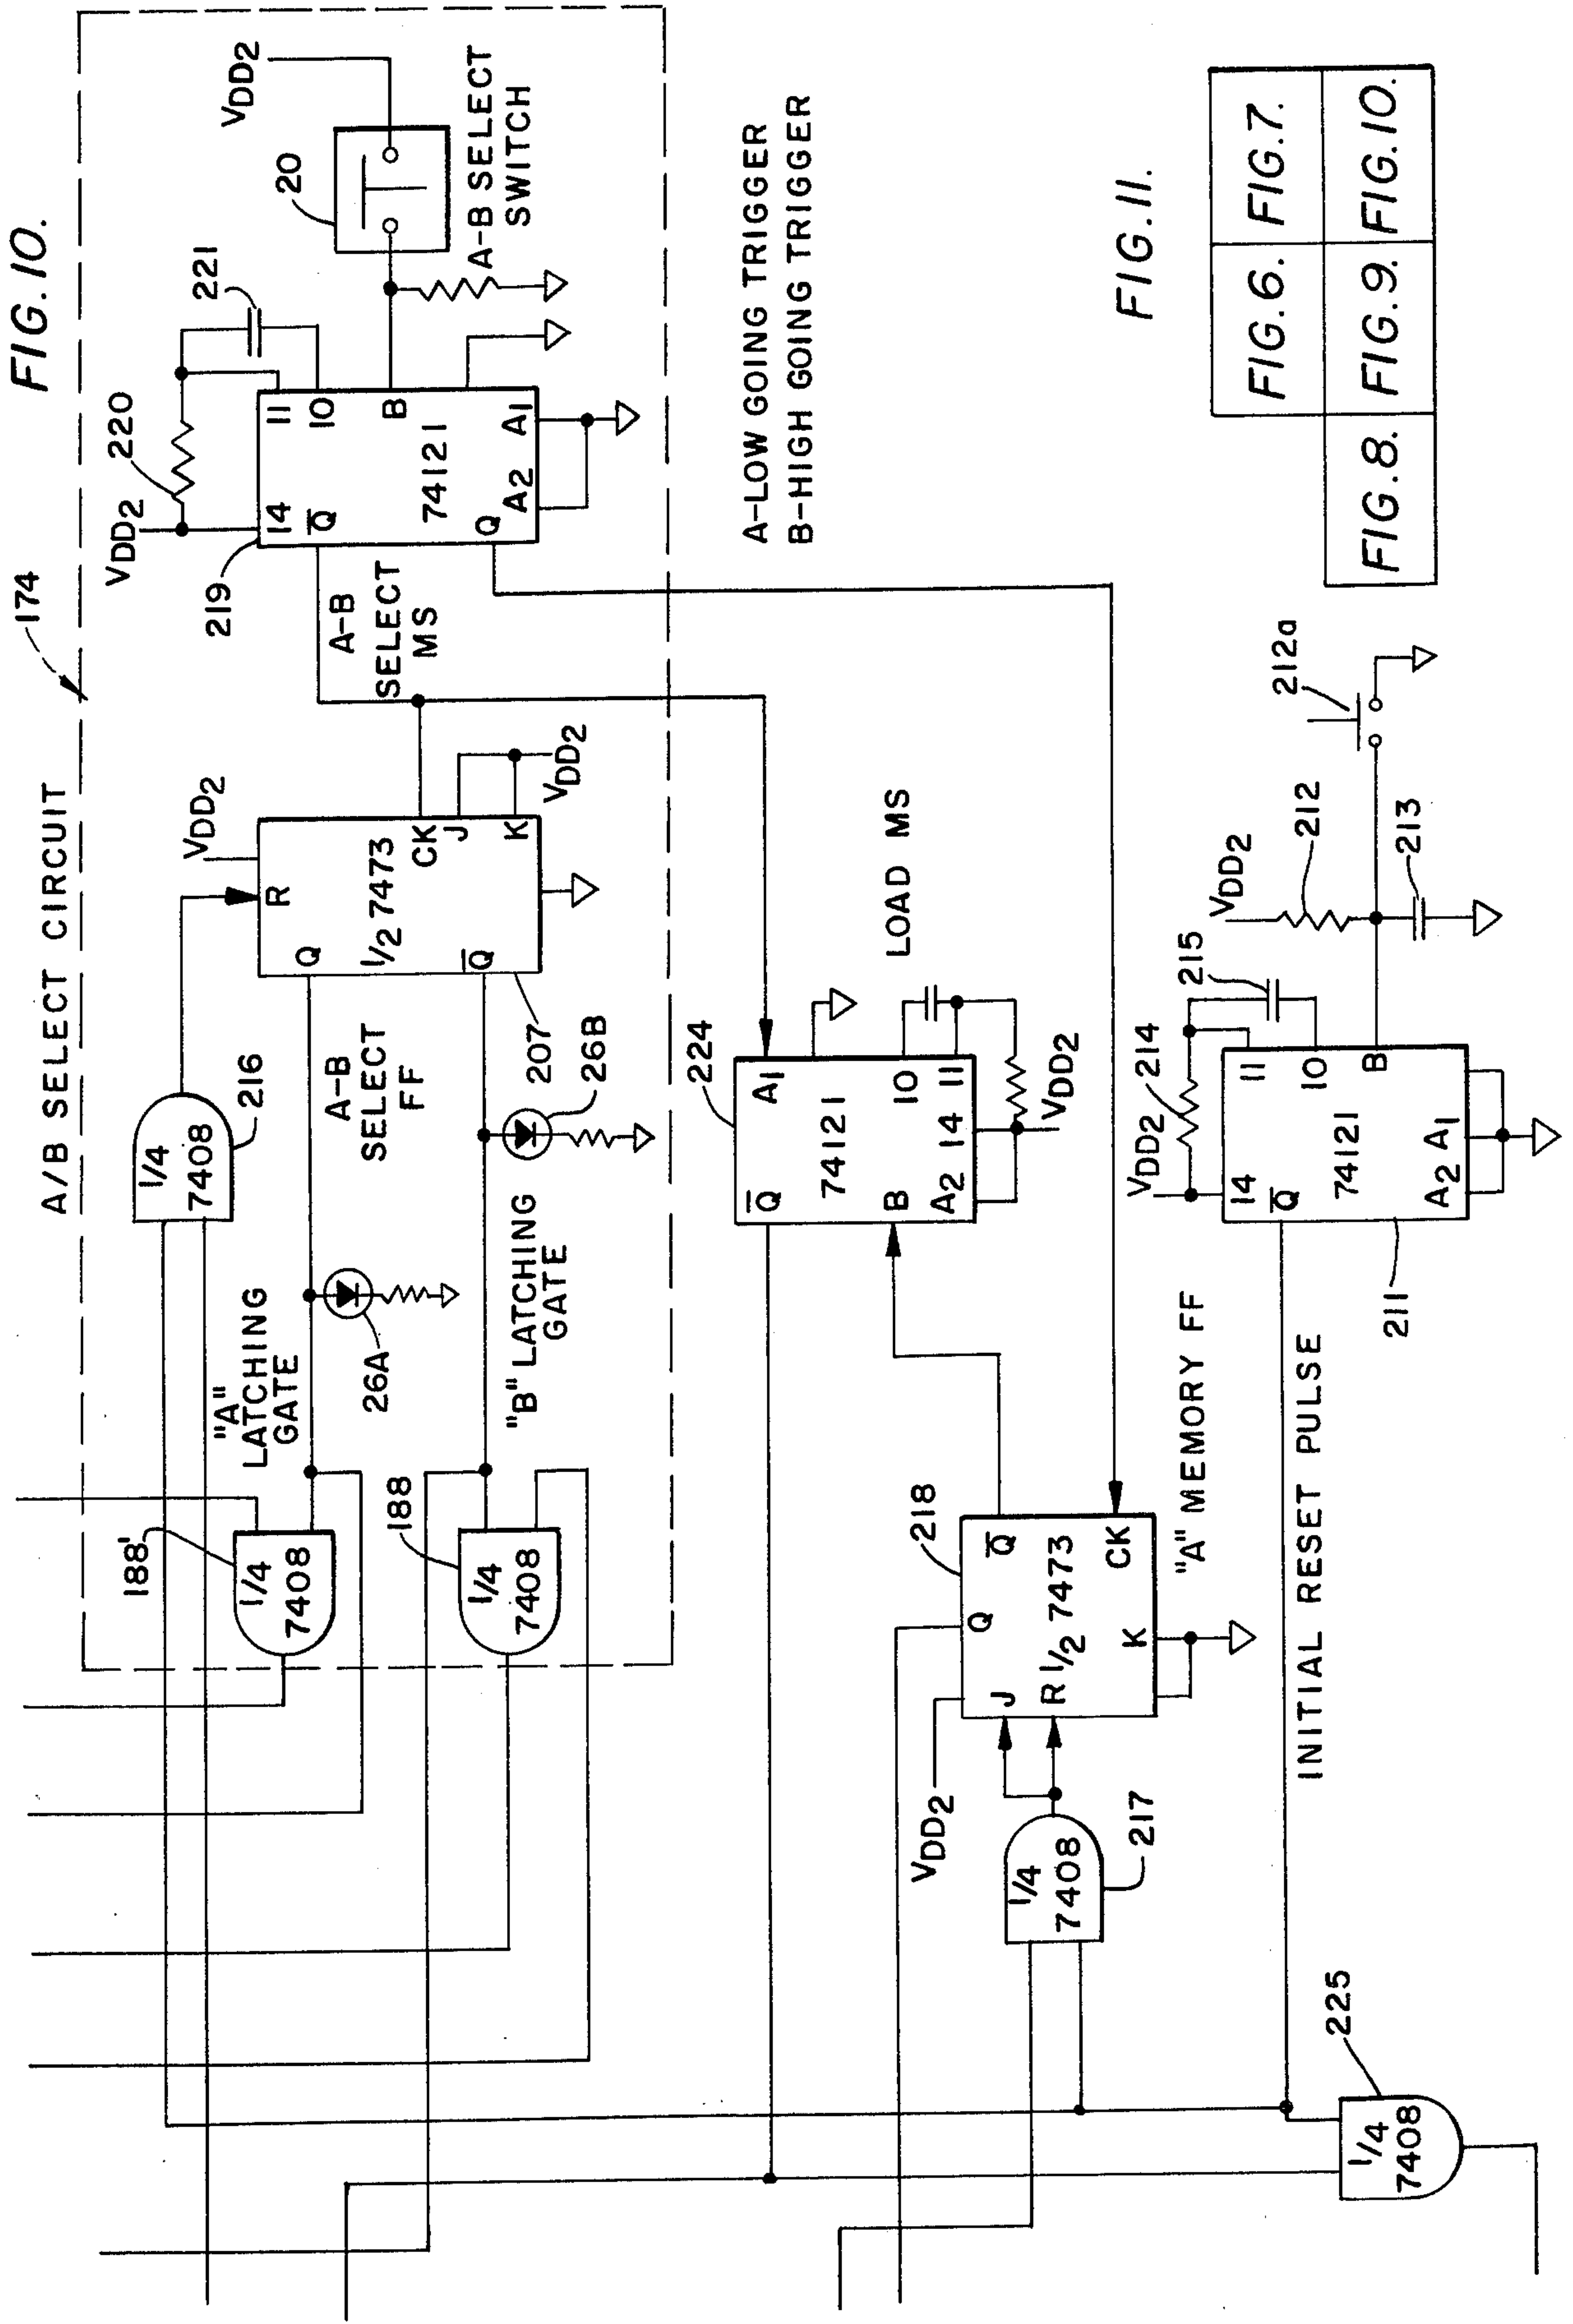 FIG. 10.
174
A/B SELECT CIRCUIT
VDD2
20
A-B SELECT
SWITCH
221
220
VDD2
219
14
11
10
Q̅
B
74121
Q
A2
A1
A-B
SELECT
MS
VDD2
R
Q
1/2 7473
CK
J
K
Q̅
VDD2
207
A-B
SELECT
FF
216
1/4
7408
26B
26A
"A"
LATCHING
GATE
"B" LATCHING
GATE
188'
1/4
7408
188
1/4
7408
A-LOW GOING TRIGGER
B-HIGH GOING TRIGGER
LOAD MS
224
Q̅
A1
74121
B
10
A2
14
11
VDD2
218
J
Q
Q̅
R 1/2 7473
K
CK
VDD2
"A" MEMORY FF
1/4
7408
217
INITIAL RESET PULSE
VDD2
214
215
14
11
Q̅
10
74121
B
A2
A1
211
VDD2
212
213
212a
225
1/4
7408
FIG. 11.
FIG. 6.
FIG. 7.
FIG. 8.
FIG. 9.
FIG. 10.